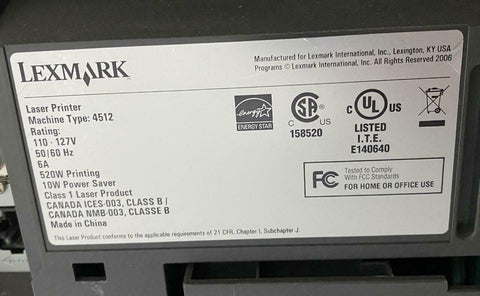 LEXMARK
Manufactured for Lexmark International, Inc., Lexington, KY USA
Programs © Lexmark International, Inc. All Rights Reserved 2006
Laser Printer
Machine Type: 4512
Rating:
110 - 127V
50/60 Hz
6A
520W Printing
10W Power Saver
Class 1 Laser Product
CANADA ICES-003, CLASS B /
CANADA NMB-003, CLASSE B
Made in China
energy
ENERGY STAR
SA
C US
158520
C UL US
LISTED
I.T.E.
E140640
FC
Tested to Comply
With FCC Standards
FOR HOME OR OFFICE USE
This Laser Product conforms to the applicable requirements of 21 CFR, Chapter I, Subchapter J.